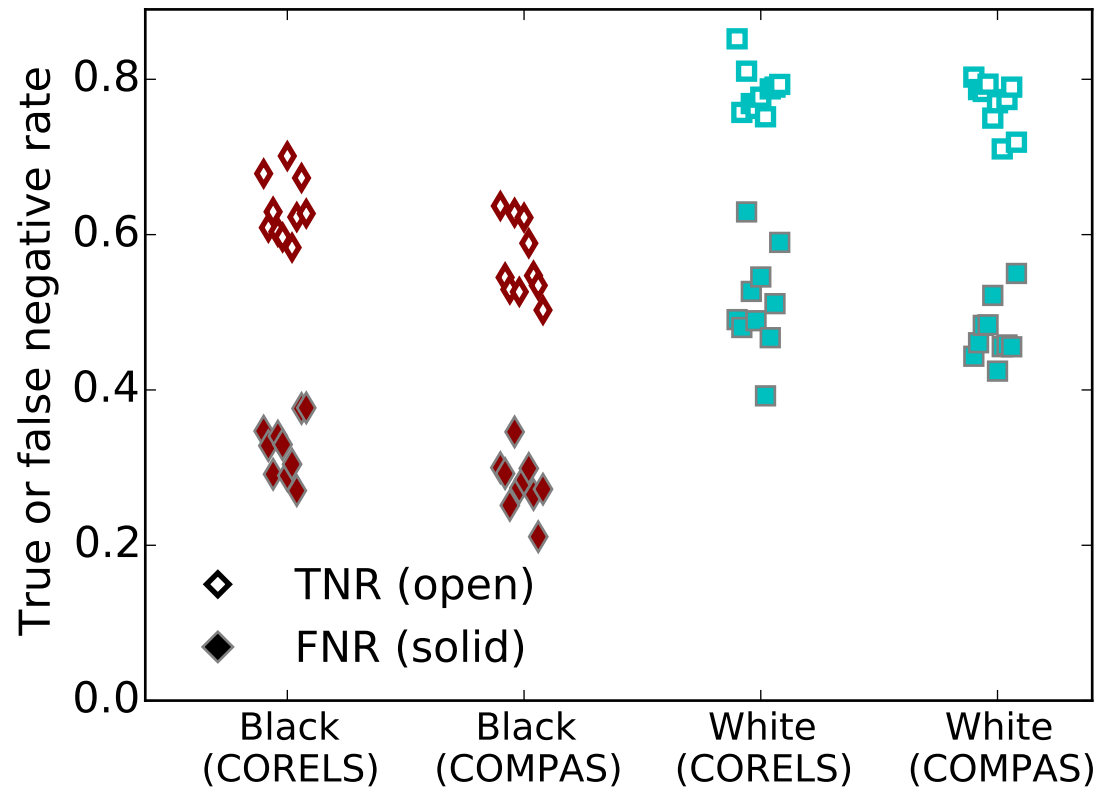 True or false negative rate
0.8
0.6
0.4
0.2
0.0
TNR (open)
FNR (solid)
Black
(CORELS)
Black
(COMPAS)
White
(CORELS)
White
(COMPAS)